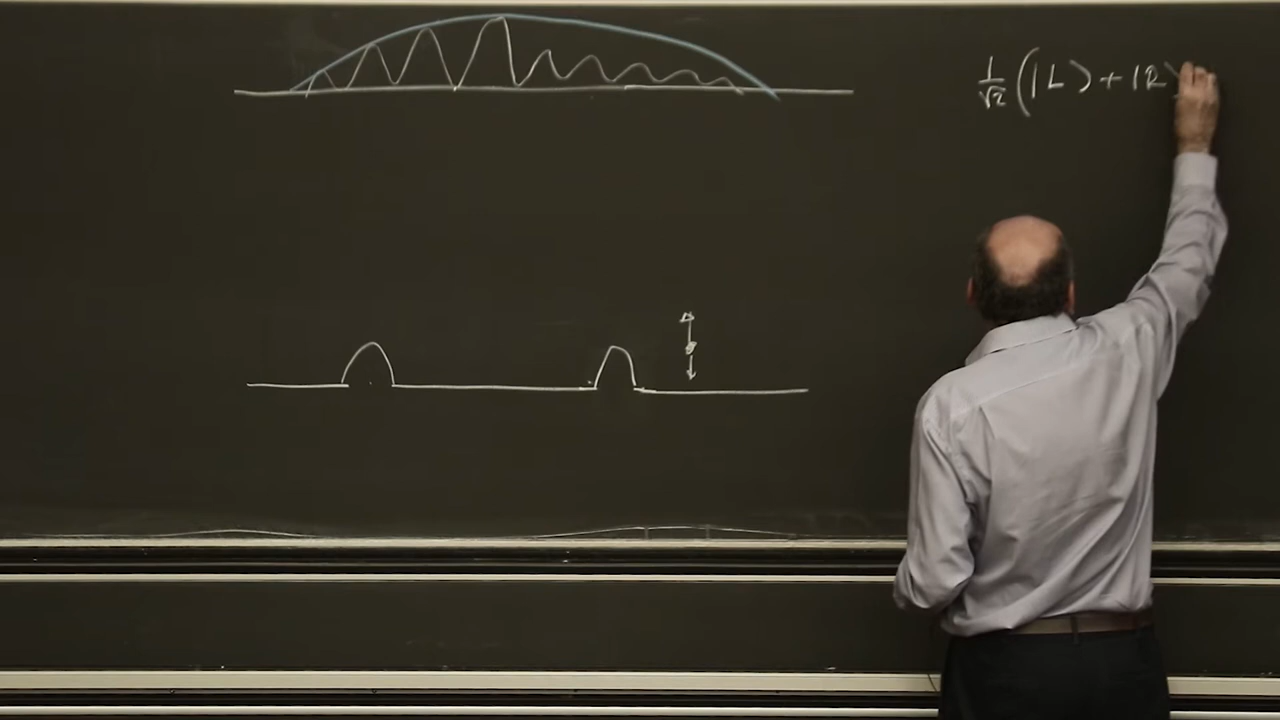 1/√2 (|L⟩ + |R⟩